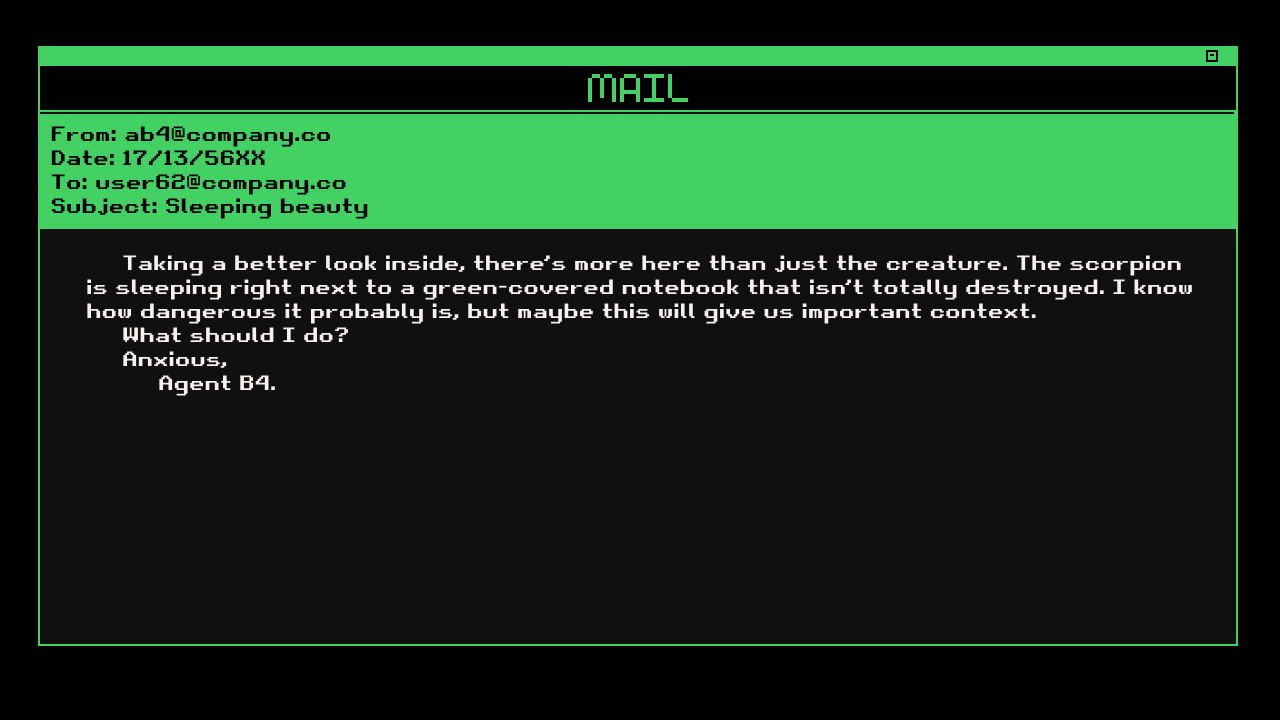 MAIL
From: ab4@company.co
Date: 17/13/56XX
To: user62@company.co
Subject: Sleeping beauty
Taking a better look inside, there's more here than just the creature. The scorpion
is sleeping right next to a green-covered notebook that isn't totally destroyed. I know
how dangerous it probably is, but maybe this will give us important context.
What should I do?
Anxious,
Agent B4.